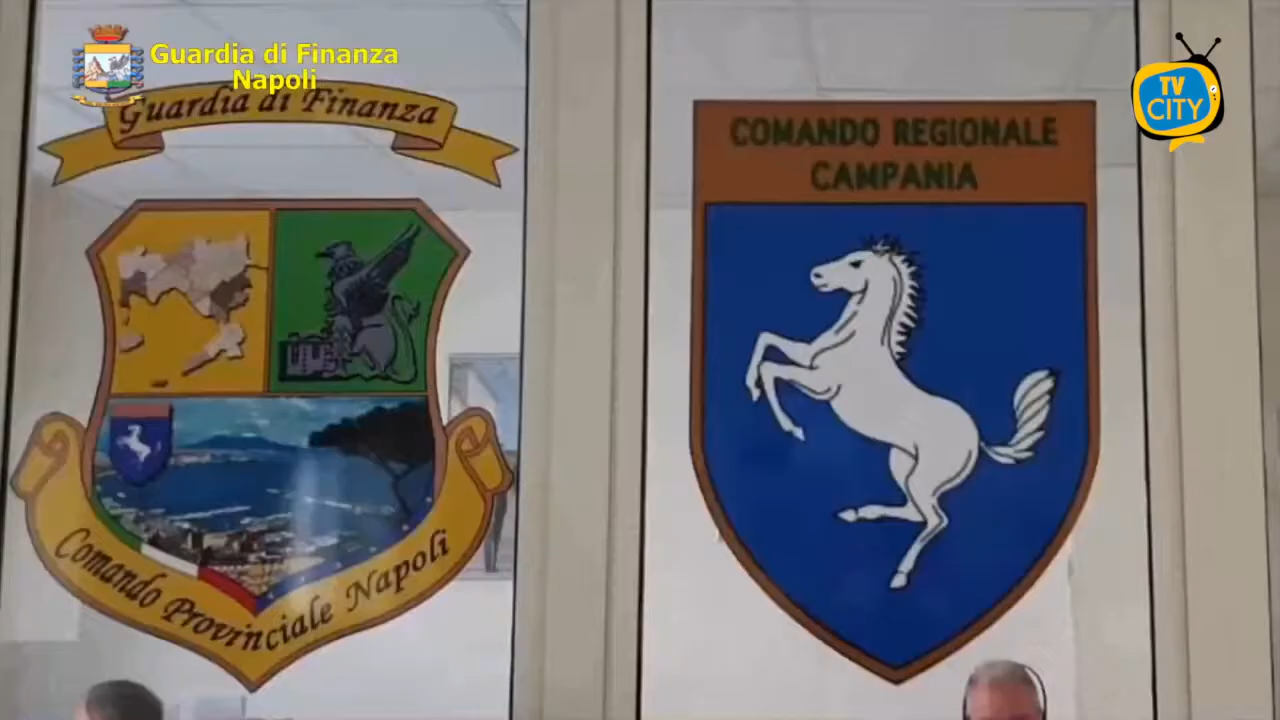 Guardia di Finanza
Napoli
Guardia di Finanza
Comando Provinciale Napoli
COMANDO REGIONALE
CAMPANIA
TV
CITY